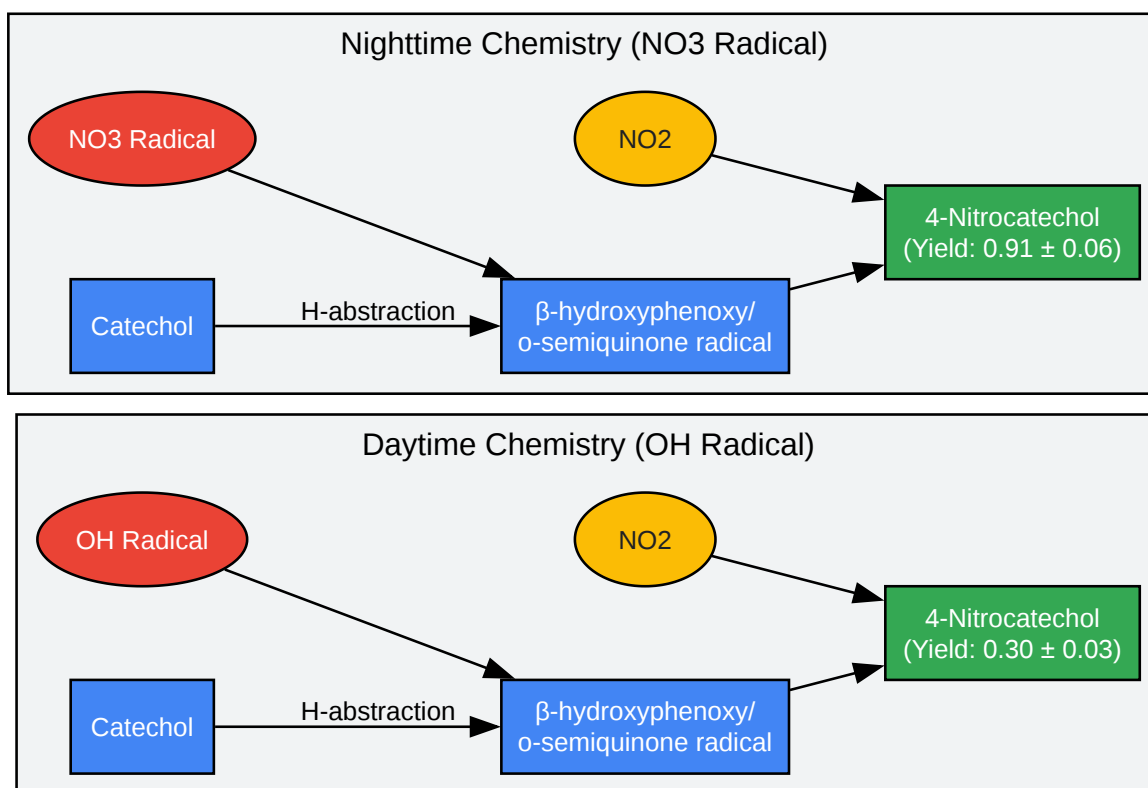 Nighttime Chemistry (NO3 Radical)
NO3 Radical
NO2
4-Nitrocatechol
(Yield: 0.91 ± 0.06)
Catechol
H-abstraction
β-hydroxyphenoxy/
o-semiquinone radical
Daytime Chemistry (OH Radical)
OH Radical
NO2
4-Nitrocatechol
(Yield: 0.30 ± 0.03)
Catechol
H-abstraction
β-hydroxyphenoxy/
o-semiquinone radical